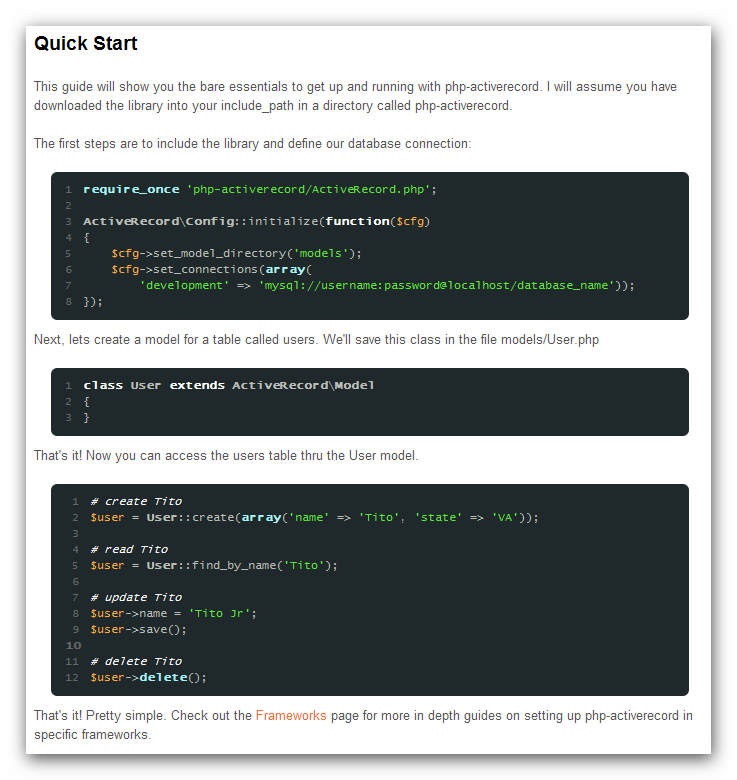 Quick Start
This guide will show you the bare essentials to get up and running with php-activerecord. I will assume you have
downloaded the library into your include_path in a directory called php-activerecord.
The first steps are to include the library and define our database connection:
1 require_once 'php-activerecord/ActiveRecord.php';
2
3 ActiveRecord\Config::initialize(function($cfg)
4 {
5     $cfg->set_model_directory('models');
6     $cfg->set_connections(array(
7         'development' => 'mysql://username:password@localhost/database_name'));
8 });
Next, lets create a model for a table called users. We'll save this class in the file models/User.php
1 class User extends ActiveRecord\Model
2 {
3 }
That's it! Now you can access the users table thru the User model.
1 # create Tito
2 $user = User::create(array('name' => 'Tito', 'state' => 'VA'));
3
4 # read Tito
5 $user = User::find_by_name('Tito');
6
7 # update Tito
8 $user->name = 'Tito Jr';
9 $user->save();
10
11 # delete Tito
12 $user->delete();
That's it! Pretty simple. Check out the Frameworks page for more in depth guides on setting up php-activerecord in
specific frameworks.